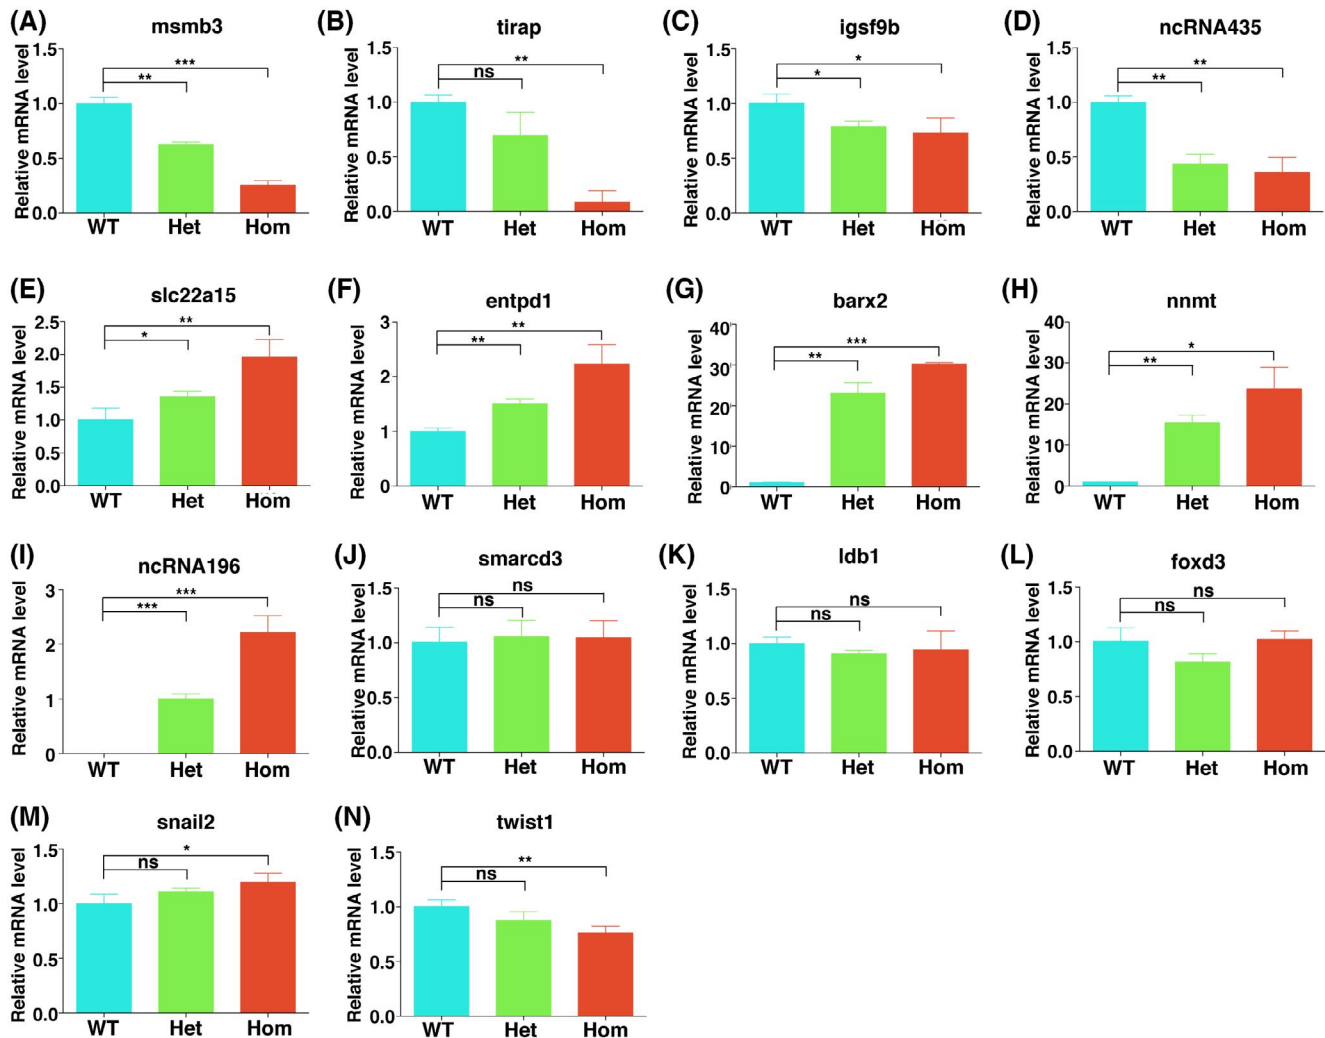 (A) msmb3
Relative mRNA level
1.5
1.0
0.5
0.0
***
**
WT Het Hom
(B) tirap
Relative mRNA level
1.5
1.0
0.5
0.0
**
ns
WT Het Hom
(C) igsf9b
Relative mRNA level
1.5
1.0
0.5
0.0
*
*
WT Het Hom
(D) ncRNA435
Relative mRNA level
1.5
1.0
0.5
0.0
**
**
WT Het Hom
(E) slc22a15
Relative mRNA level
2.5
2.0
1.5
1.0
0.5
0.0
**
*
WT Het Hom
(F) entpd1
Relative mRNA level
3
2
1
0
**
**
WT Het Hom
(G) barx2
Relative mRNA level
40
30
20
10
0
***
**
WT Het Hom
(H) nnmt
Relative mRNA level
40
30
20
10
0
*
**
WT Het Hom
(I) ncRNA196
Relative mRNA level
3
2
1
0
***
***
WT Het Hom
(J) smarcd3
Relative mRNA level
1.5
1.0
0.5
0.0
ns
ns
WT Het Hom
(K) ldb1
Relative mRNA level
1.5
1.0
0.5
0.0
ns
ns
WT Het Hom
(L) foxd3
Relative mRNA level
1.5
1.0
0.5
0.0
ns
ns
WT Het Hom
(M) snail2
Relative mRNA level
1.5
1.0
0.5
0.0
*
ns
WT Het Hom
(N) twist1
Relative mRNA level
1.5
1.0
0.5
0.0
**
ns
WT Het Hom